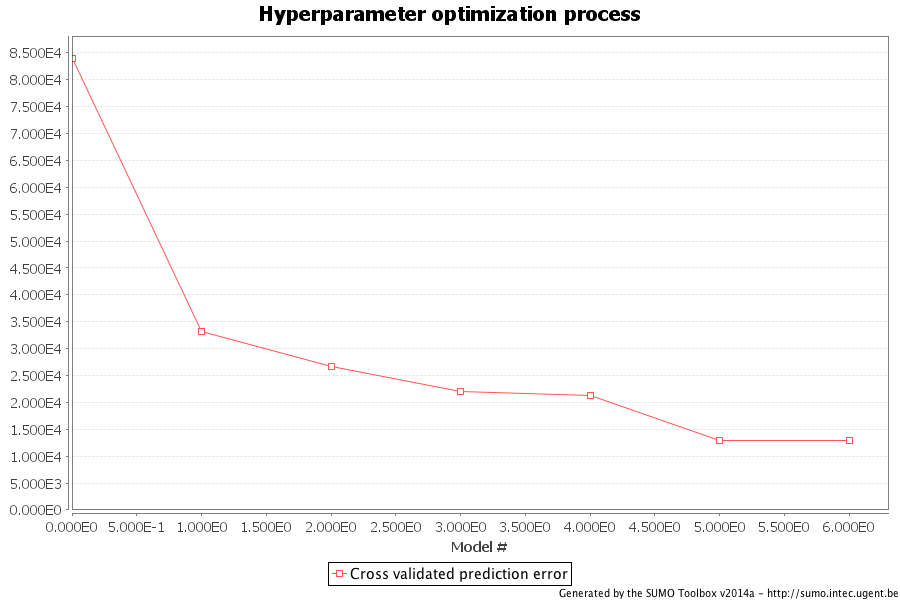 Hyperparameter optimization process
8.500E4
8.000E4
7.500E4
7.000E4
6.500E4
6.000E4
5.500E4
5.000E4
4.500E4
4.000E4
3.500E4
3.000E4
2.500E4
2.000E4
1.500E4
1.000E4
5.000E3
0.000E0
0.000E0 5.000E-1 1.000E0 1.500E0 2.000E0 2.500E0 3.000E0 3.500E0 4.000E0 4.500E0 5.000E0 5.500E0 6.000E0
Model #
Cross validated prediction error
Generated by the SUMO Toolbox v2014a - http://sumo.intec.ugent.be